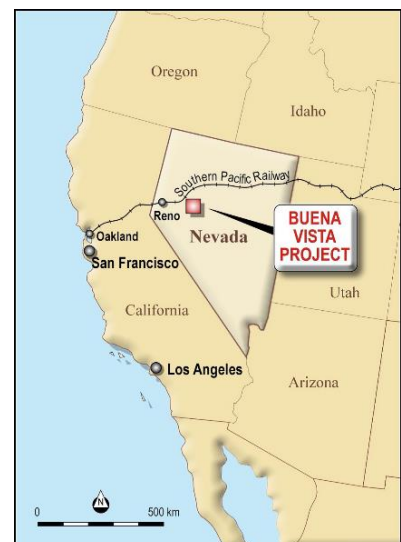 Oregon
Idaho
Southern Pacific Railway
Reno
Nevada
BUENA
VISTA
PROJECT
Oakland
San Francisco
Utah
California
Los Angeles
Arizona
N
0 500 km